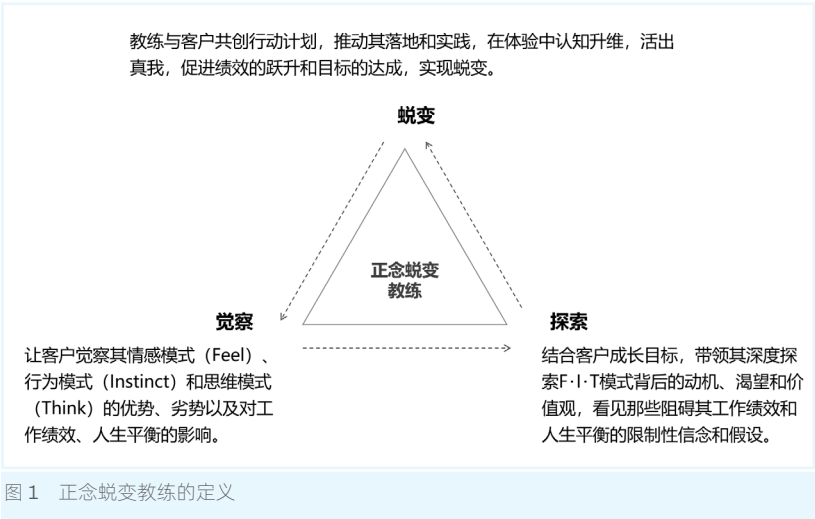 教练与客户共创行动计划，推动其落地和实践，在体验中认知升维，活出
真我，促进绩效的跃升和目标的达成，实现蜕变。
蜕变
正念蜕变
教练
觉察
让客户觉察其情感模式（Feel）、
行为模式（Instinct）和思维模式
（Think）的优势、劣势以及对工
作绩效、人生平衡的影响。
探索
结合客户成长目标，带领其深度探
索F·I·T模式背后的动机、渴望和价
值观，看见那些阻碍其工作绩效和
人生平衡的限制性信念和假设。
图 1 正念蜕变教练的定义